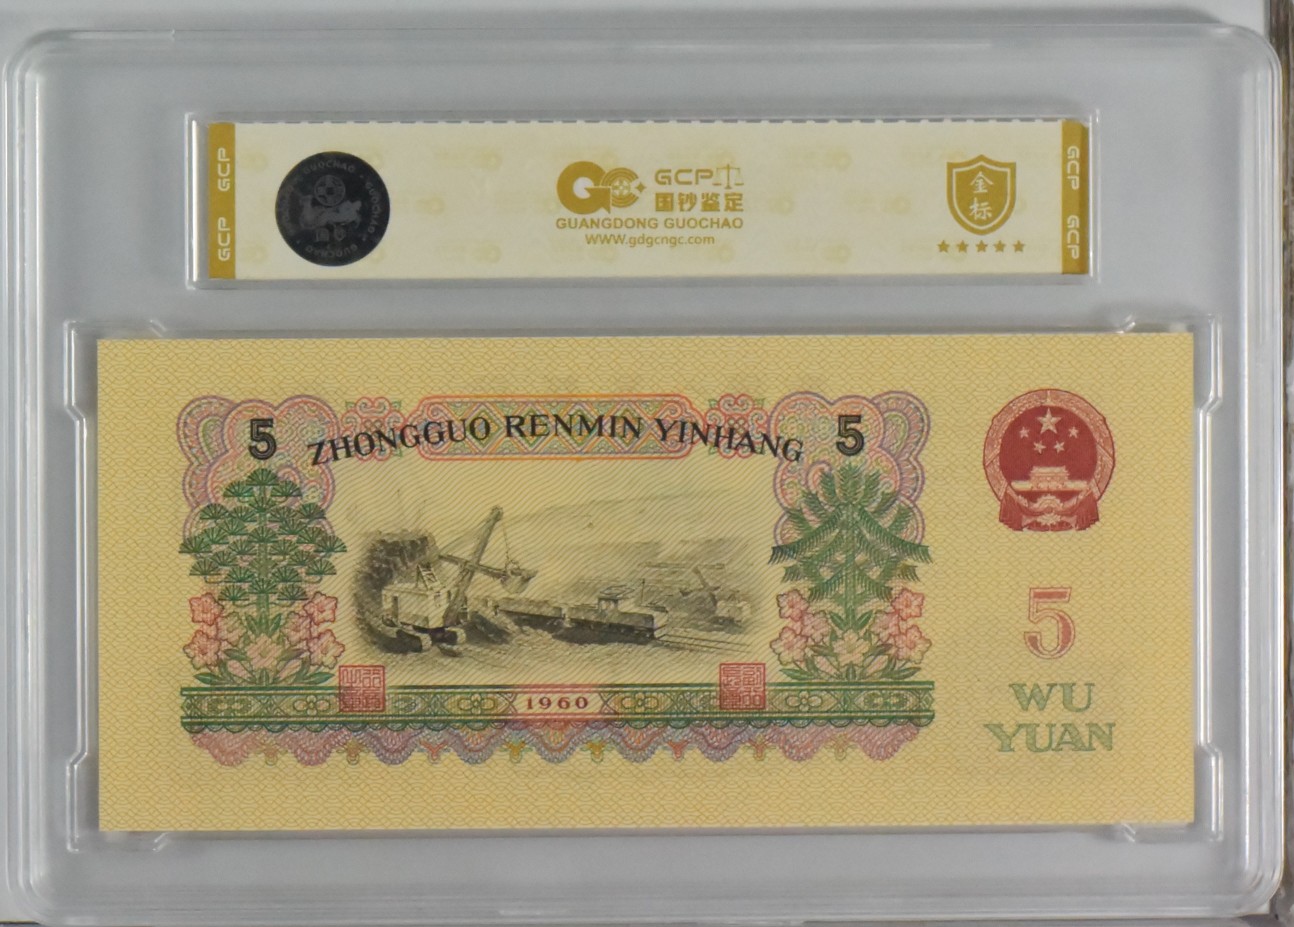 GCP GCP
GCP
国钞鉴定
GUANGDONG GUOCHAO
WWW.gdgcngc.com
金
标
GCP GCP
5 ZHONGGUO RENMIN YINHANG 5
5
WU
YUAN
1960